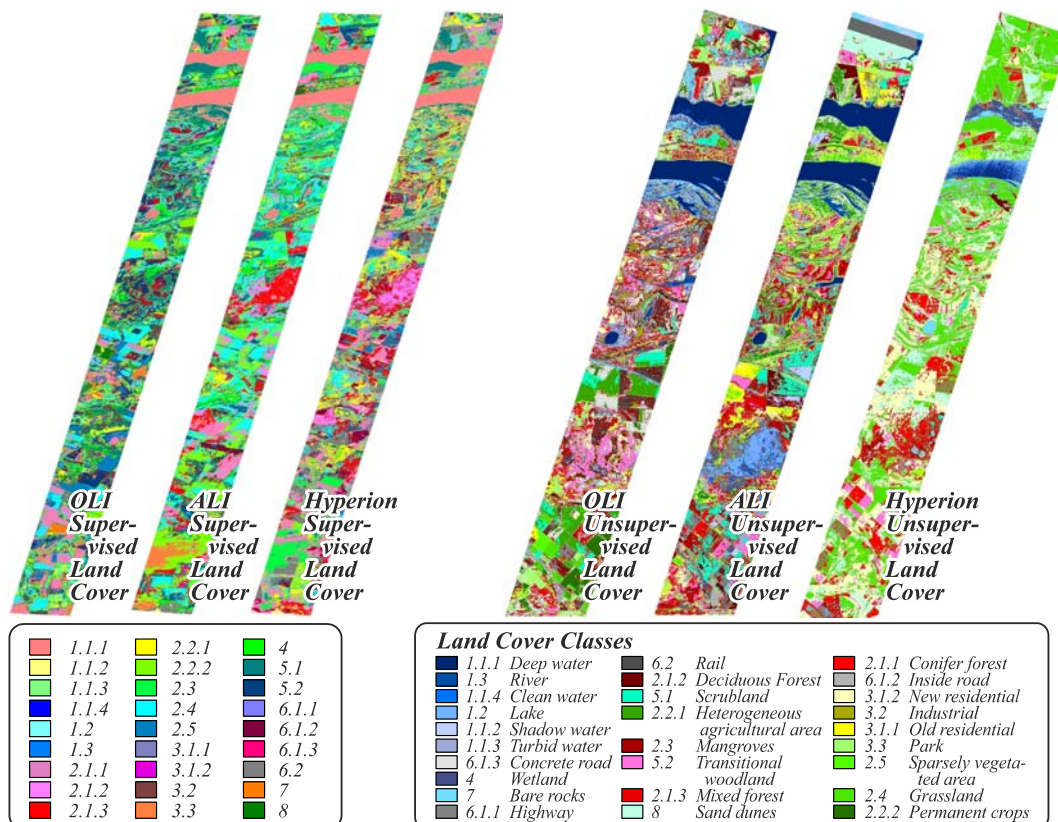 OLI
Super-
vised
Land
Cover
ALI
Super-
vised
Land
Cover
Hyperion
Super-
vised
Land
Cover
OLI
Unsuper-
vised
Land
Cover
ALI
Unsuper-
vised
Land
Cover
Hyperion
Unsuper-
vised
Land
Cover
1.1.1
1.1.2
1.1.3
1.1.4
1.2
1.3
2.1.1
2.1.2
2.1.3
2.2.1
2.2.2
2.3
2.4
2.5
3.1.1
3.1.2
3.2
3.3
4
5.1
5.2
6.1.1
6.1.2
6.1.3
6.2
7
8
Land Cover Classes
1.1.1 Deep water
1.3 River
1.1.4 Clean water
1.2 Lake
1.1.2 Shadow water
1.1.3 Turbid water
6.1.3 Concrete road
4 Wetland
7 Bare rocks
6.1.1 Highway
6.2 Rail
2.1.2 Deciduous Forest
5.1 Scrubland
2.2.1 Heterogeneous
agricultural area
2.3 Mangroves
5.2 Transitional
woodland
2.1.3 Mixed forest
8 Sand dunes
2.1.1 Conifer forest
6.1.2 Inside road
3.1.2 New residential
3.2 Industrial
3.1.1 Old residential
3.3 Park
2.5 Sparsely vegeta-
ted area
2.4 Grassland
2.2.2 Permanent crops